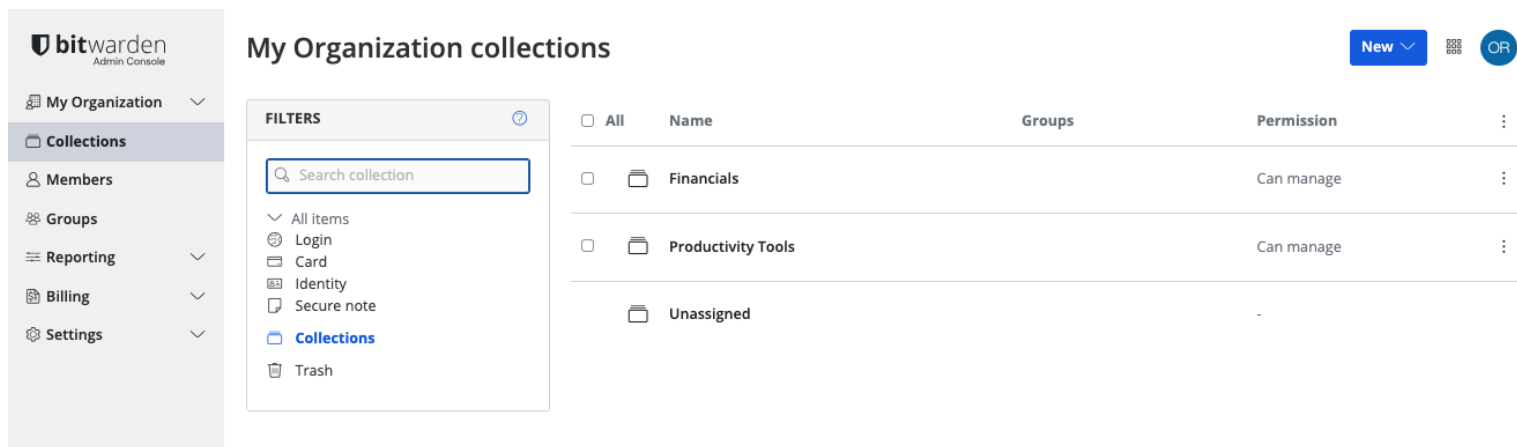 bitwarden
Admin Console
My Organization
Collections
Members
Groups
Reporting
Billing
Settings
My Organization collections
New
OR
FILTERS
Search collection
All items
Login
Card
Identity
Secure note
Collections
Trash
All Name Groups Permission
Financials Can manage
Productivity Tools Can manage
Unassigned -